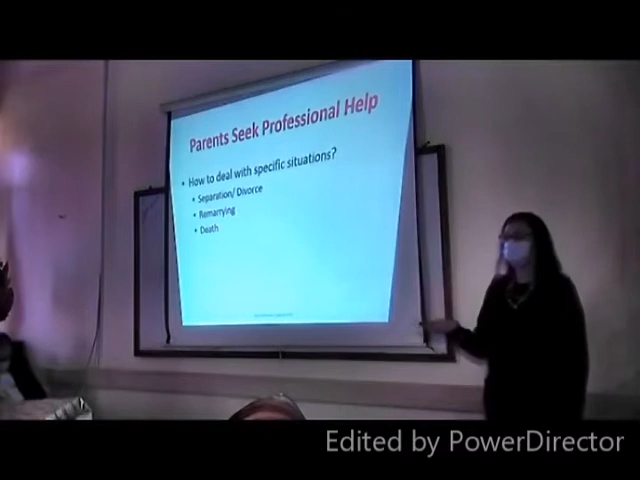 Parents Seek Professional Help
• How to deal with specific situations?
• Separation/ Divorce
• Remarrying
• Death
Edited by PowerDirector